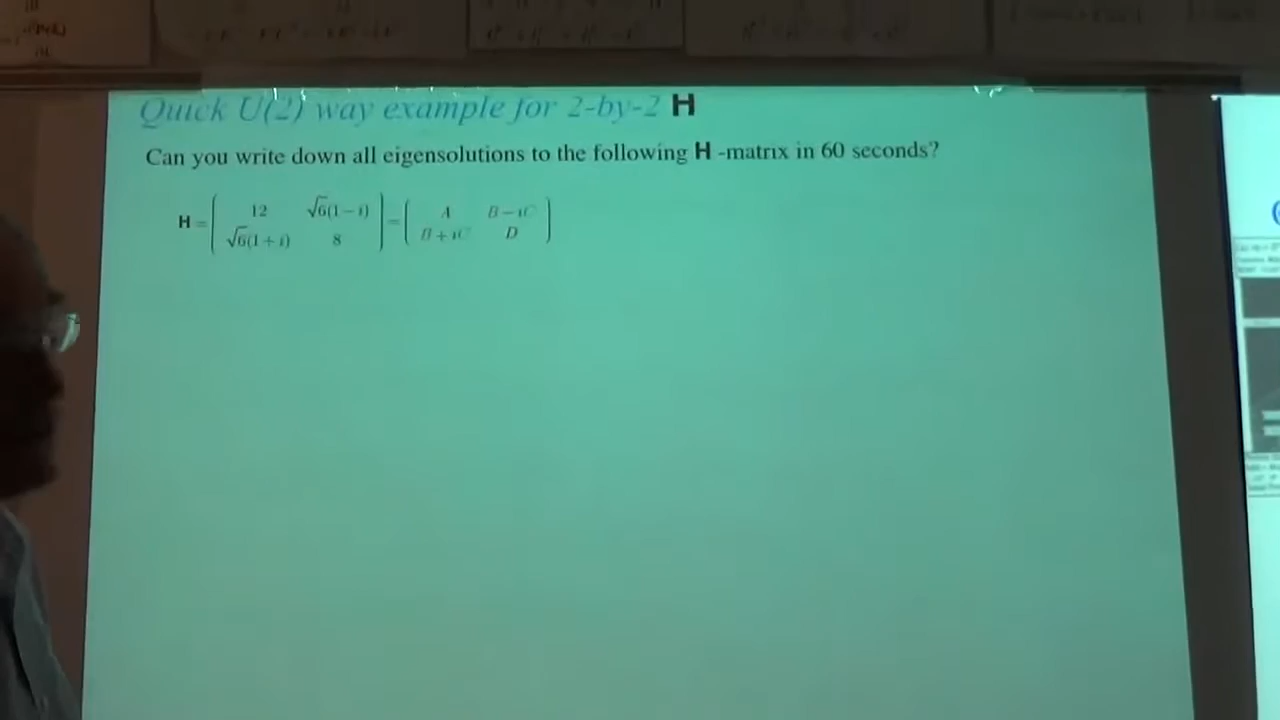 Quick U(2) way example for 2-by-2 H
Can you write down all eigensolutions to the following H -matrix in 60 seconds?
H = ( 12 √6(1−i) ) = ( A B−iC )
( √6(1+i) 8 ) ( B+iC D )